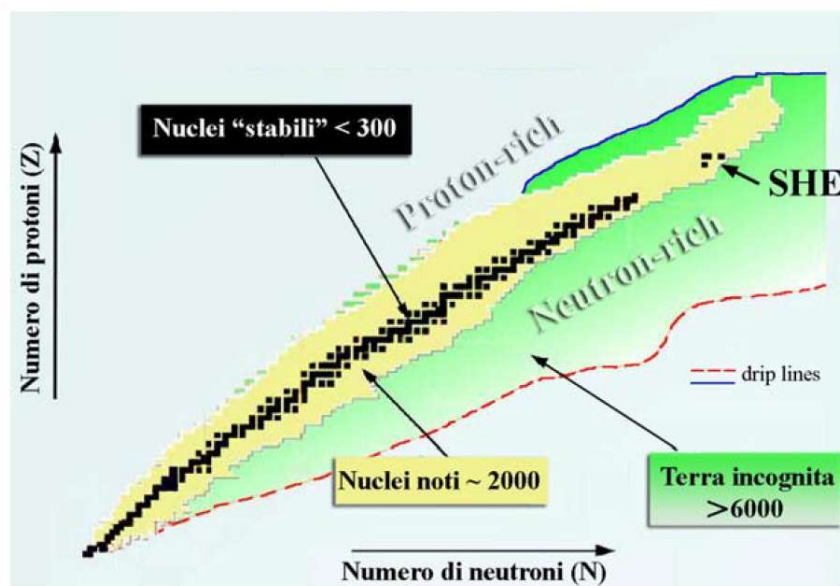 Nuclei “stabili” < 300
Proton-rich
SHE
Numero di protoni (Z)
Neutron-rich
drip lines
Nuclei noti ~ 2000
Terra incognita
>6000
Numero di neutroni (N)